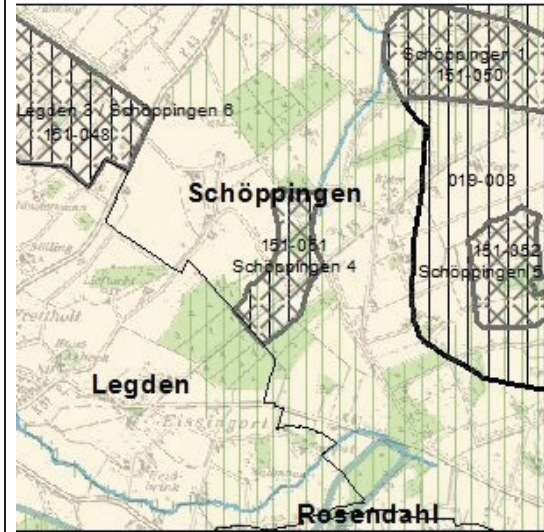 Schöppingen 1
151-050
Legden 3 / Schöppingen 6
151-048
019-003
Schöppingen
151-051
Schöppingen 4
151-052
Schöppingen 5
Legden
Eissingort
Rosendahl